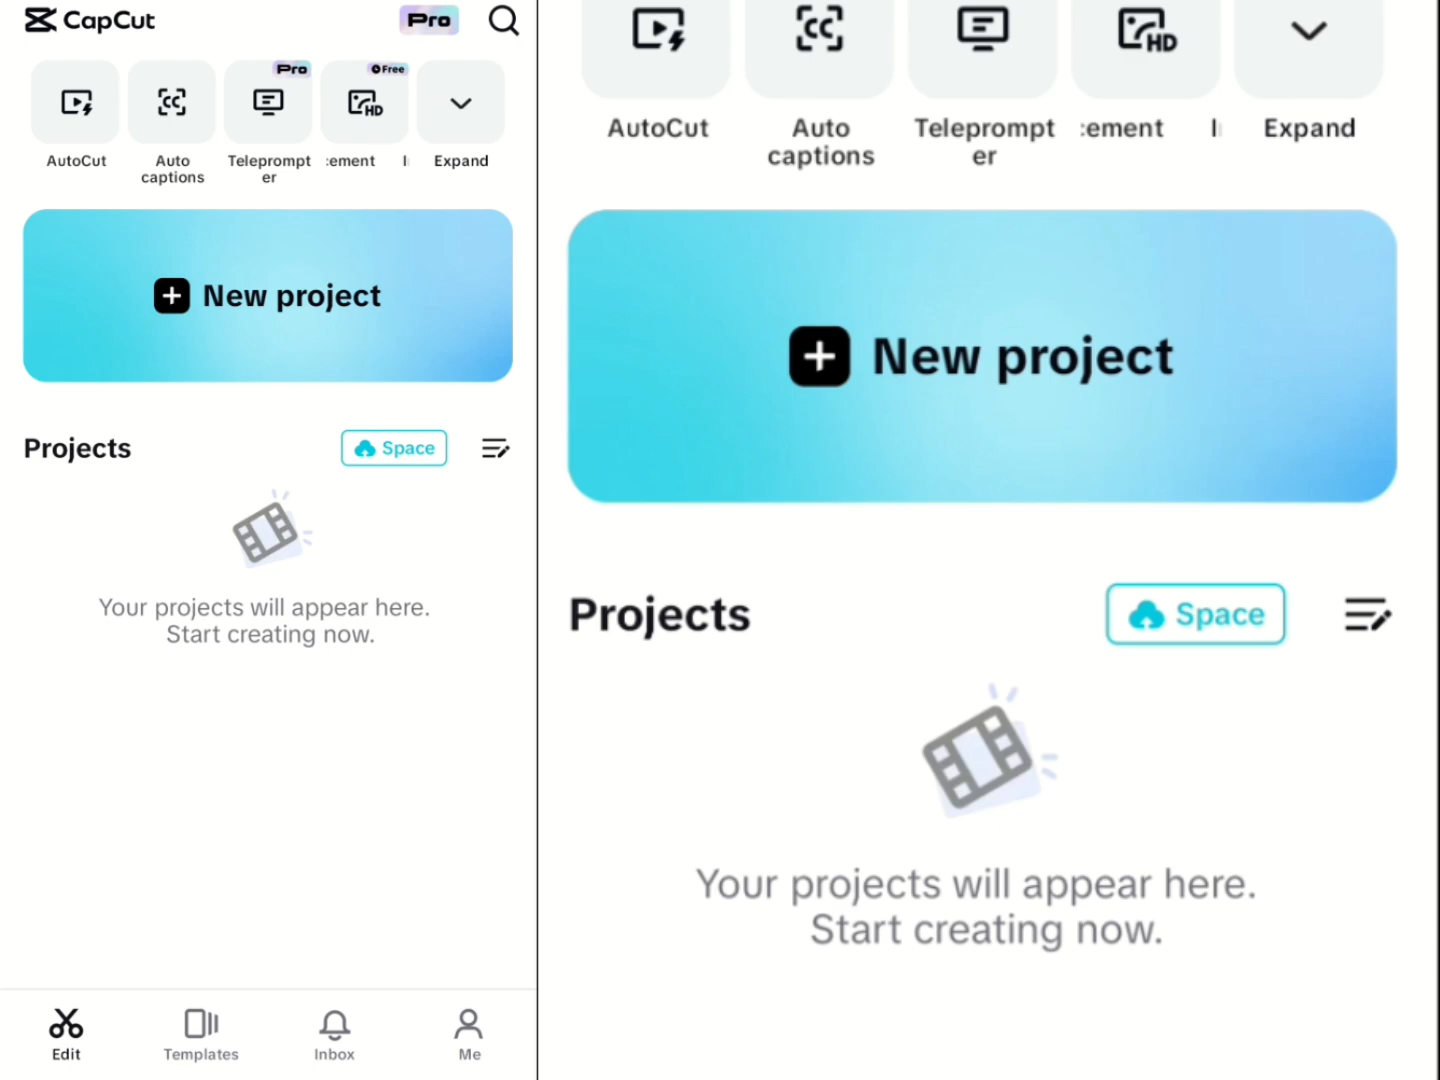 CapCut
Pro
Pro
Free
AutoCut
Auto
captions
Teleprompt
er
cement
Expand
New project
Projects
Space
Your projects will appear here.
Start creating now.
Edit
Templates
Inbox
Me
AutoCut
Auto
captions
Teleprompt
er
:ement
Expand
New project
Projects
Space
Your projects will appear here.
Start creating now.